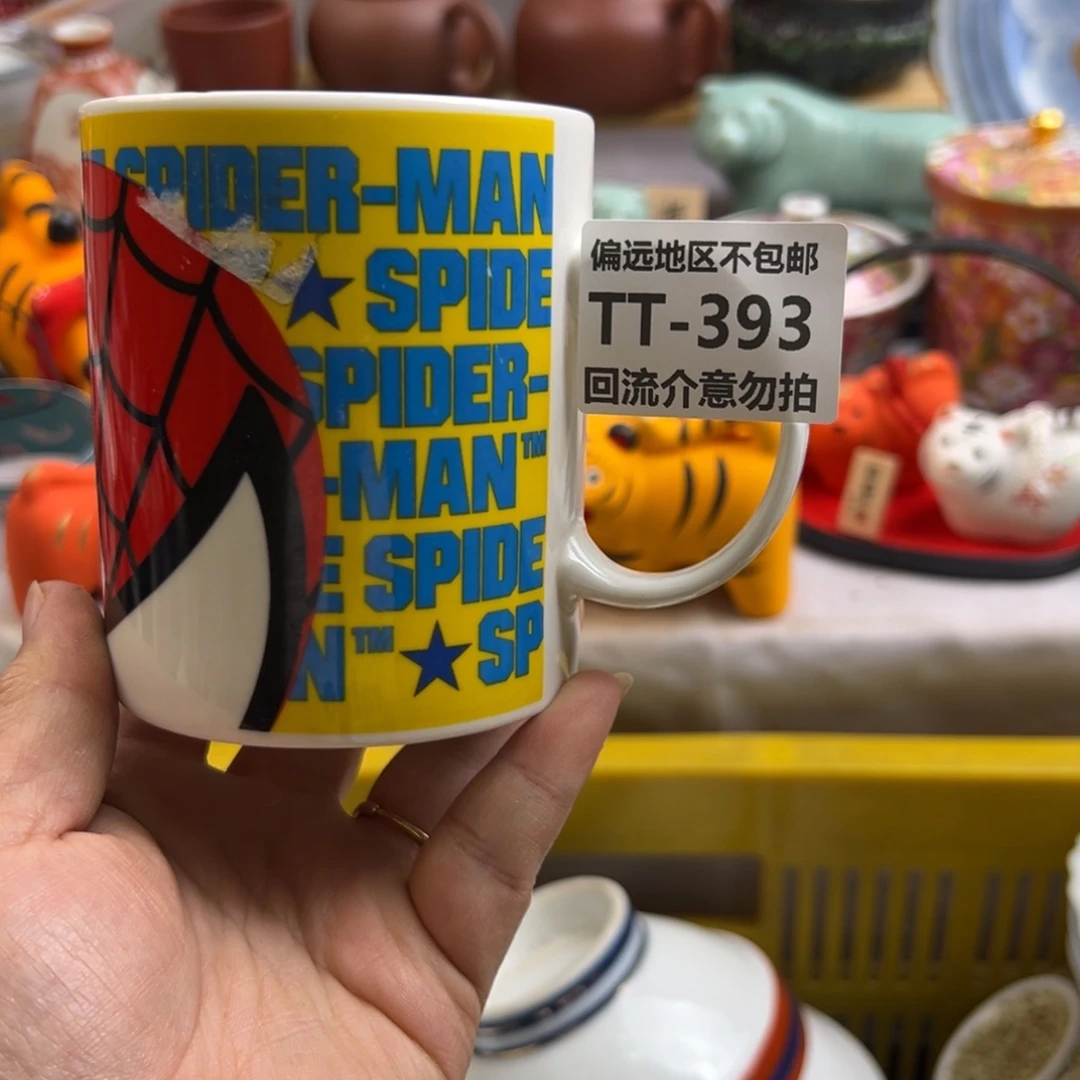 SPIDER-MAN
★ SPIDE
SPIDER-
-MAN™
E SPIDE
N™ ★ SP
偏远地区不包邮
TT-393
回流介意勿拍